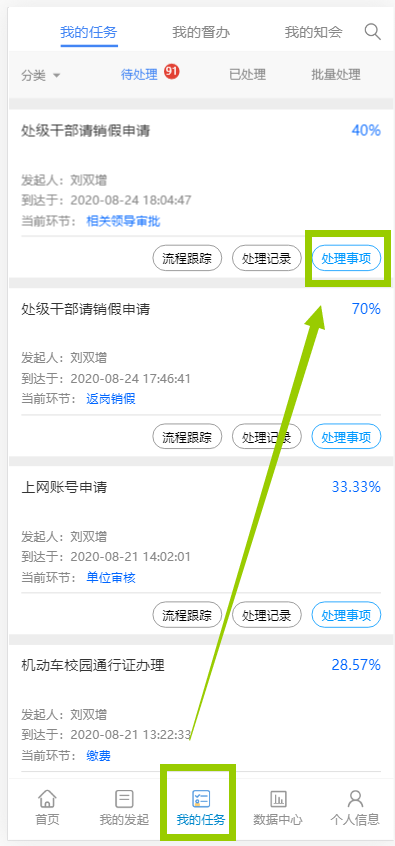 我的任务 我的督办 我的知会
分类 待处理 91 已处理 批量处理
处级干部请销假申请 40%
发起人：刘双增
到达于：2020-08-24 18:04:47
当前环节：相关领导审批
流程跟踪 处理记录 处理事项
处级干部请销假申请 70%
发起人：刘双增
到达于：2020-08-24 17:46:41
当前环节：返岗销假
流程跟踪 处理记录 处理事项
上网账号申请 33.33%
发起人：刘双增
到达于：2020-08-21 14:02:01
当前环节：单位审核
流程跟踪 处理记录 处理事项
机动车校园通行证办理 28.57%
发起人：刘双增
到达于：2020-08-21 13:22:33
当前环节：缴费
首页 我的发起 我的任务 数据中心 个人信息